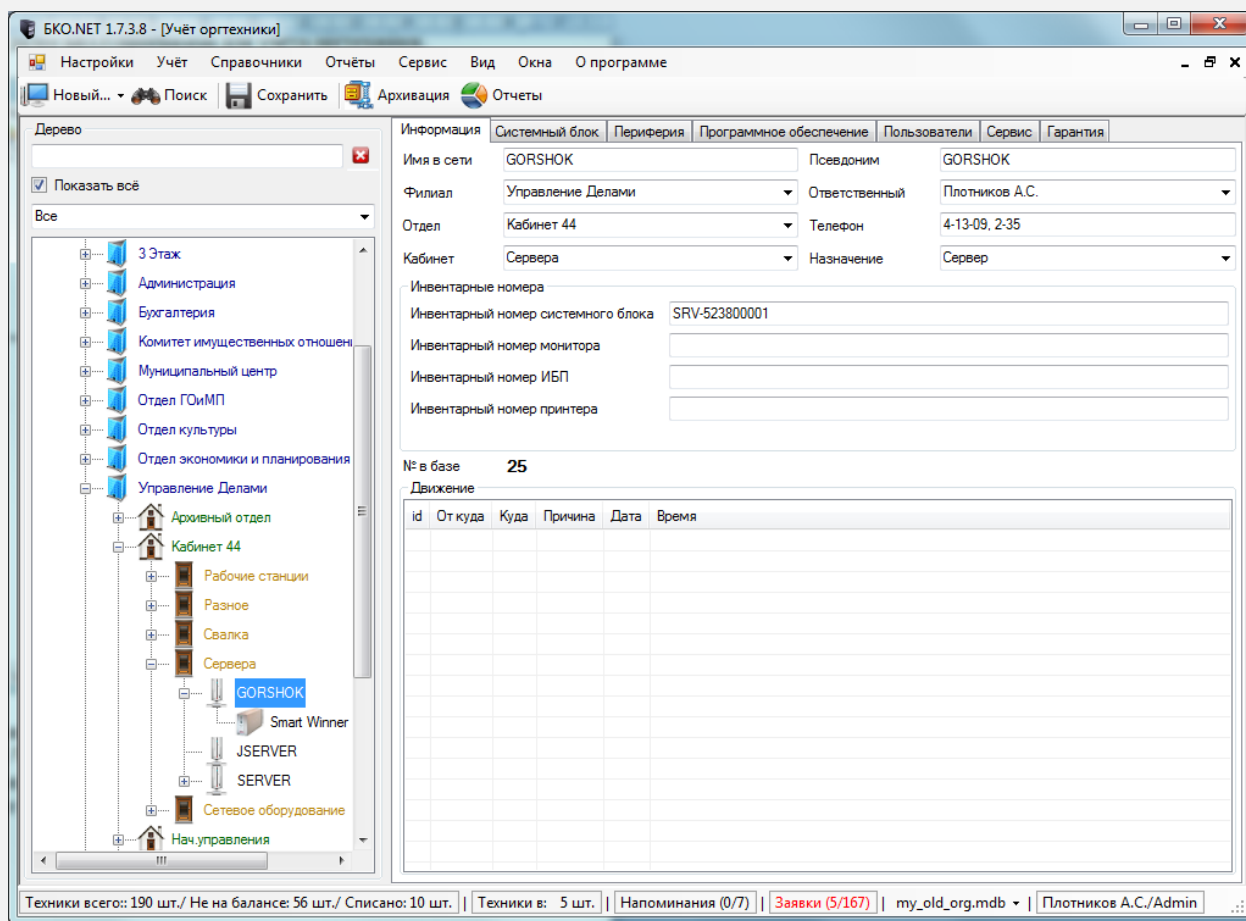 БКО.NET 1.7.3.8 - [Учёт оргтехники]
Настройки Учёт Справочники Отчёты Сервис Вид Окна О программе
Новый... Поиск Сохранить Архивация Отчеты
Дерево
Показать всё
Все
3 Этаж
Администрация
Бухгалтерия
Комитет имущественных отношени
Муниципальный центр
Отдел ГОиМП
Отдел культуры
Отдел экономики и планирования
Управление Делами
Архивный отдел
Кабинет 44
Рабочие станции
Разное
Свалка
Сервера
GORSHOK
Smart Winner
JSERVER
SERVER
Сетевое оборудование
Нач.управления
Информация Системный блок Периферия Программное обеспечение Пользователи Сервис Гарантия
Имя в сети GORSHOK Псевдоним GORSHOK
Филиал Управление Делами Ответственный Плотников А.С.
Отдел Кабинет 44 Телефон 4-13-09, 2-35
Кабинет Сервера Назначение Сервер
Инвентарные номера
Инвентарный номер системного блока SRV-523800001
Инвентарный номер монитора
Инвентарный номер ИБП
Инвентарный номер принтера
№ в базе 25
Движение
id От куда Куда Причина Дата Время
Техники всего:: 190 шт./ Не на балансе: 56 шт./ Списано: 10 шт. | Техники в: 5 шт. | Напоминания (0/7) | Заявки (5/167) | my_old_org.mdb | Плотников А.С./Admin